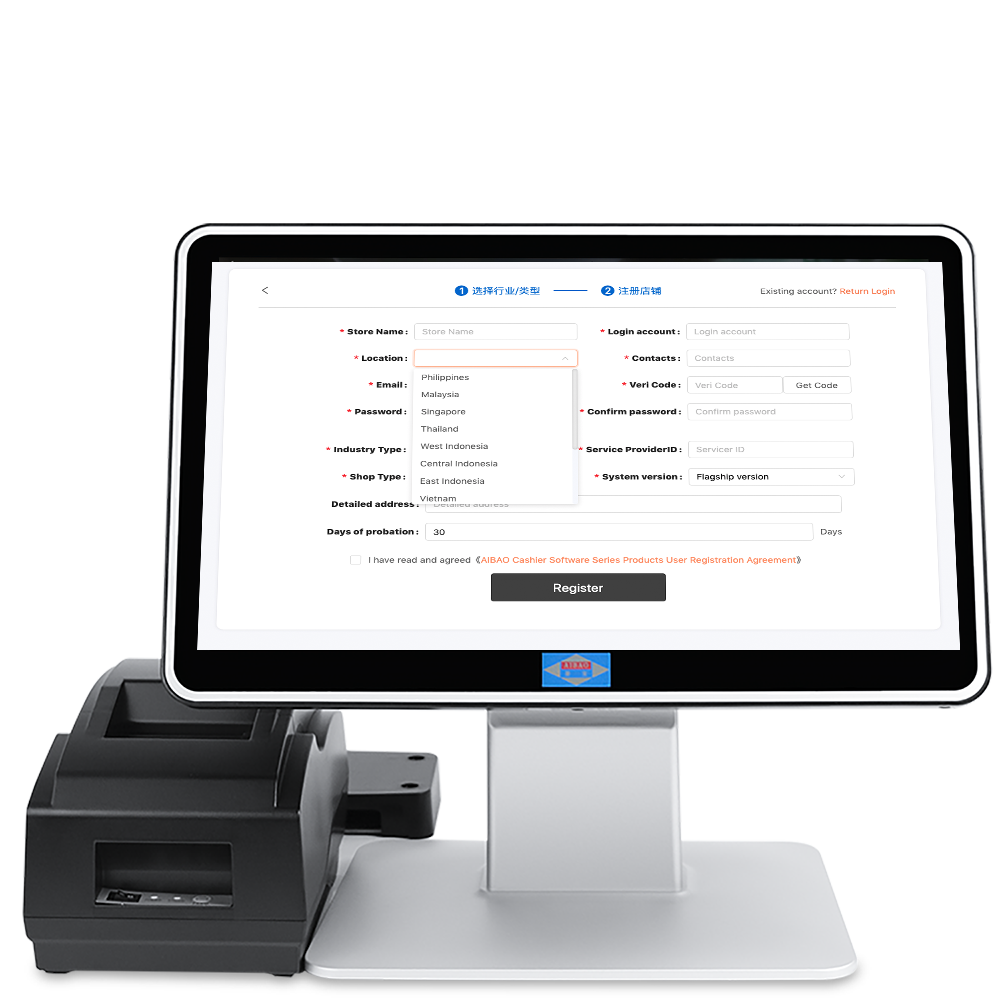 < 1 选择行业/类型 2 注册店铺 Existing account? Return Login
* Store Name : Store Name * Login account : Login account
* Location : * Contacts : Contacts
* Email : * Veri Code : Veri Code Get Code
* Password : * Confirm password : Confirm password
* Industry Type : * Service ProviderID : Servicer ID
* Shop Type : * System version : Flagship version
Philippines
Malaysia
Singapore
Thailand
West Indonesia
Central Indonesia
East Indonesia
Vietnam
Detailed address : Detailed address
Days of probation : 30 Days
I have read and agreed 《AIBAO Cashier Software Series Products User Registration Agreement》
Register
AIBAO